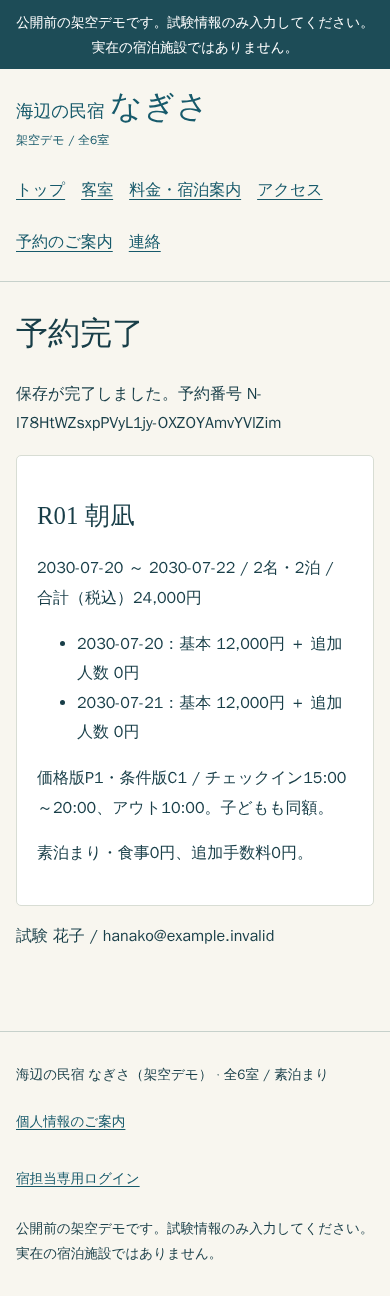 公開前の架空デモです。試験情報のみ入力してください。
実在の宿泊施設ではありません。
海辺の民宿 なぎさ
架空デモ / 全6室
トップ 客室 料金・宿泊案内 アクセス
予約のご案内 連絡
予約完了
保存が完了しました。予約番号 N-
l78HtWZsxpPVyL1jy-OXZOYAmvYVlZim
R01 朝凪
2030-07-20 ～ 2030-07-22 / 2名・2泊 /
合計（税込）24,000円
• 2030-07-20：基本 12,000円 ＋ 追加
人数 0円
• 2030-07-21：基本 12,000円 ＋ 追加
人数 0円
価格版P1・条件版C1 / チェックイン15:00
～20:00、アウト10:00。子どもも同額。
素泊まり・食事0円、追加手数料0円。
試験 花子 / hanako@example.invalid
海辺の民宿 なぎさ（架空デモ） · 全6室 / 素泊まり
個人情報のご案内
宿担当専用ログイン
公開前の架空デモです。試験情報のみ入力してください。
実在の宿泊施設ではありません。